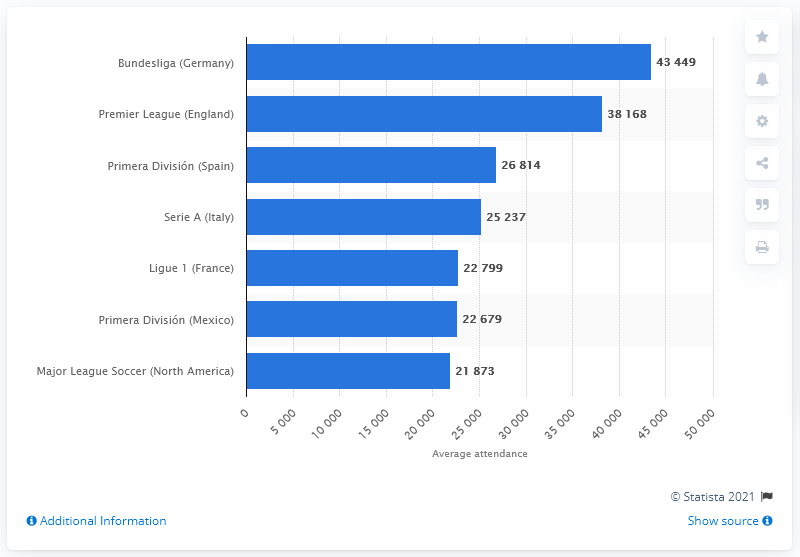 Bundesliga (Germany) 43 449
Premier League (England) 38 168
Primera División (Spain) 26 814
Serie A (Italy) 25 237
Ligue 1 (France) 22 799
Primera División (Mexico) 22 679
Major League Soccer (North America) 21 873
0 5 000 10 000 15 000 20 000 25 000 30 000 35 000 40 000 45 000 50 000
Average attendance
© Statista 2021
Additional Information Show source